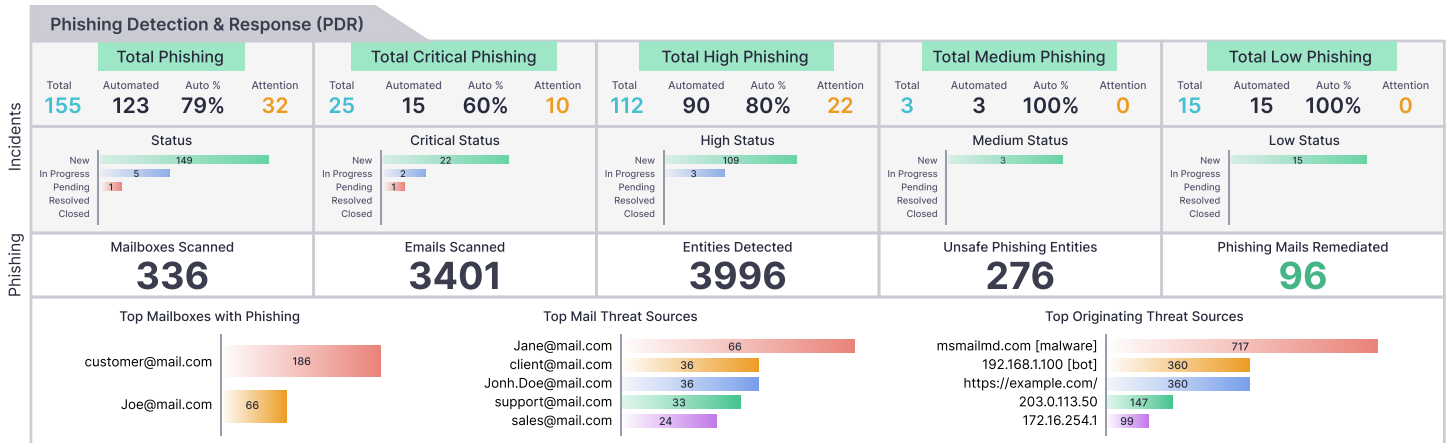 Phishing Detection & Response (PDR)
Incidents
Total Phishing
Total Automated Auto % Attention
155 123 79% 32
Total Critical Phishing
Total Automated Auto % Attention
25 15 60% 10
Total High Phishing
Total Automated Auto % Attention
112 90 80% 22
Total Medium Phishing
Total Automated Auto % Attention
3 3 100% 0
Total Low Phishing
Total Automated Auto % Attention
15 15 100% 0
Status
New 149
In Progress 5
Pending 1
Resolved
Closed
Critical Status
New 22
In Progress 2
Pending 1
Resolved
Closed
High Status
New 109
In Progress 3
Pending
Resolved
Closed
Medium Status
New 3
In Progress
Pending
Resolved
Closed
Low Status
New 15
In Progress
Pending
Resolved
Closed
Phishing
Mailboxes Scanned
336
Emails Scanned
3401
Entities Detected
3996
Unsafe Phishing Entities
276
Phishing Mails Remediated
96
Top Mailboxes with Phishing
customer@mail.com 186
Joe@mail.com 66
Top Mail Threat Sources
Jane@mail.com 66
client@mail.com 36
Jonh.Doe@mail.com 36
support@mail.com 33
sales@mail.com 24
Top Originating Threat Sources
msmailmd.com [malware] 717
192.168.1.100 [bot] 360
https://example.com/ 360
203.0.113.50 147
172.16.254.1 99